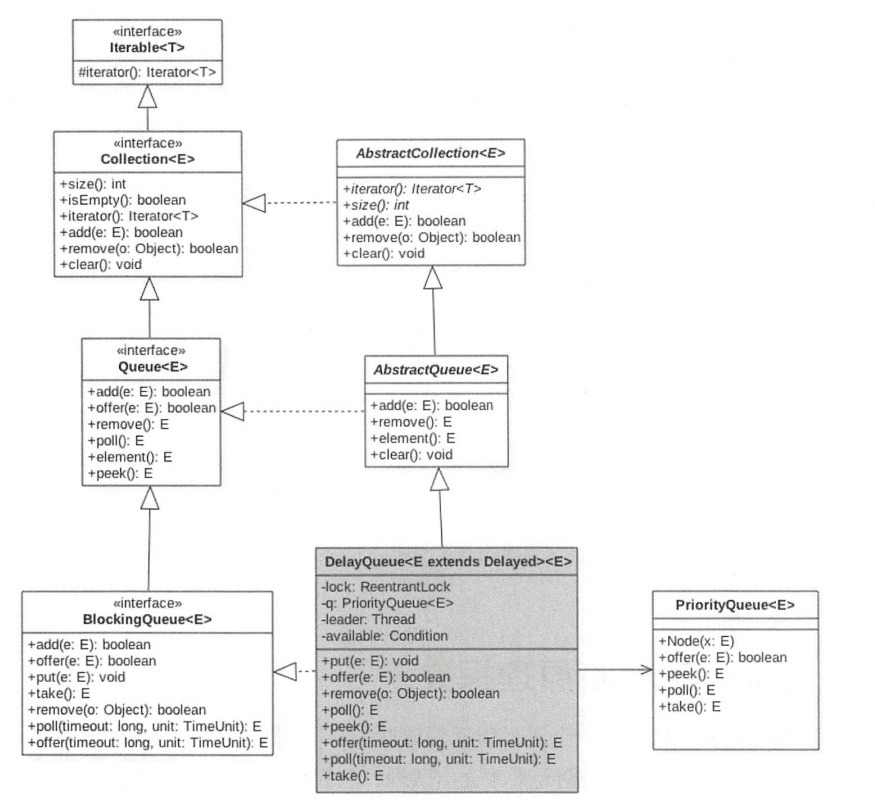 «interface»
Iterable<T>
#iterator(): Iterator<T>
«interface»
Collection<E>
+size(): int
+isEmpty(): boolean
+iterator(): Iterator<T>
+add(e: E): boolean
+remove(o: Object): boolean
+clear(): void
AbstractCollection<E>
+iterator(): Iterator<T>
+size(): int
+add(e: E): boolean
+remove(o: Object): boolean
+clear(): void
«interface»
Queue<E>
+add(e: E): boolean
+offer(e: E): boolean
+remove(): E
+poll(): E
+element(): E
+peek(): E
AbstractQueue<E>
+add(e: E): boolean
+remove(): E
+element(): E
+clear(): void
«interface»
BlockingQueue<E>
+add(e: E): boolean
+offer(e: E): boolean
+put(e: E): void
+take(): E
+remove(o: Object): boolean
+poll(timeout: long, unit: TimeUnit): E
+offer(timeout: long, unit: TimeUnit): E
DelayQueue<E extends Delayed><E>
-lock: ReentrantLock
-q: PriorityQueue<E>
-leader: Thread
-available: Condition
+put(e: E): void
+offer(e: E): boolean
+remove(o: Object): boolean
+poll(): E
+peek(): E
+offer(timeout: long, unit: TimeUnit): E
+poll(timeout: long, unit: TimeUnit): E
+take(): E
PriorityQueue<E>
+Node(x: E)
+offer(e: E): boolean
+peek(): E
+poll(): E
+take(): E